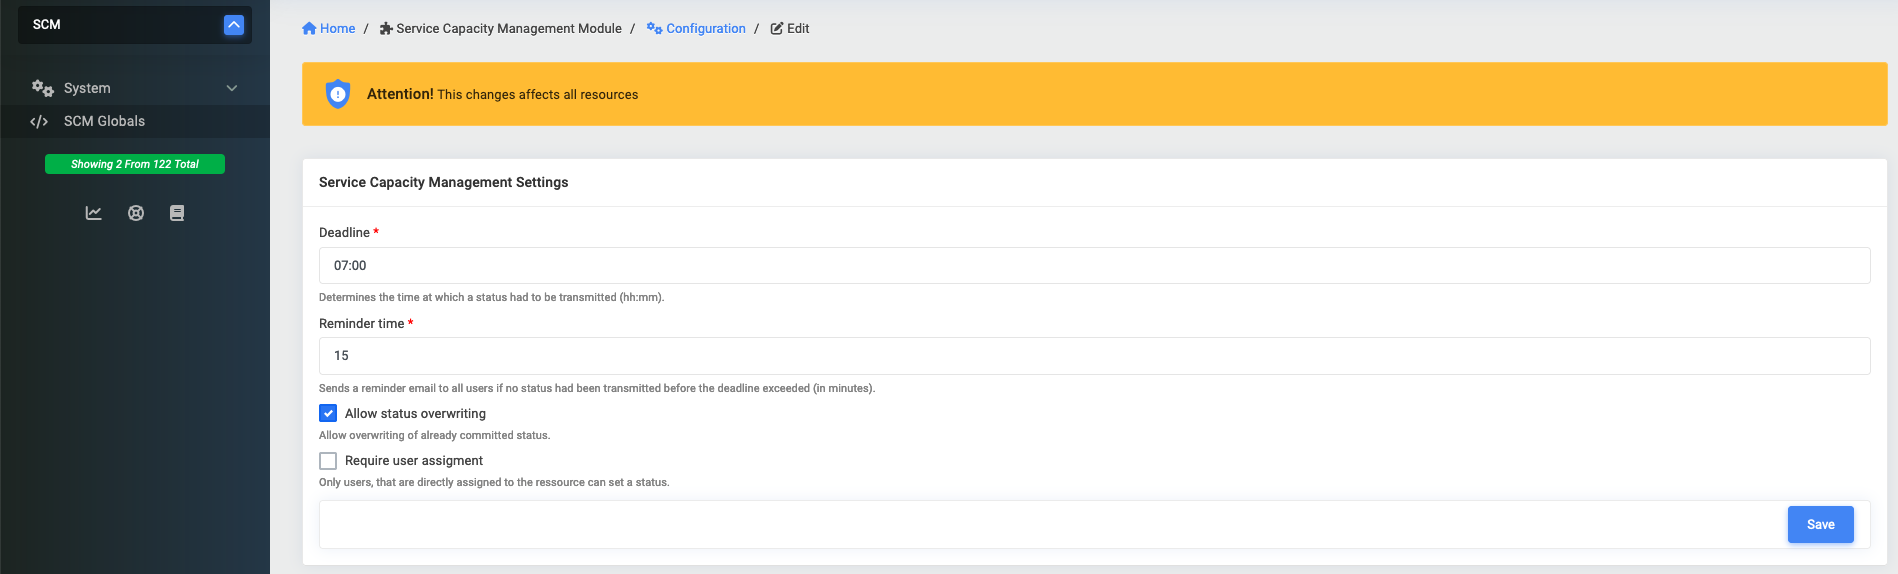 SCM
System
SCM Globals
Showing 2 From 122 Total
Home / Service Capacity Management Module / Configuration / Edit
Attention! This changes affects all resources
Service Capacity Management Settings
Deadline *
07:00
Determines the time at which a status had to be transmitted (hh:mm).
Reminder time *
15
Sends a reminder email to all users if no status had been transmitted before the deadline exceeded (in minutes).
Allow status overwriting
Allow overwriting of already committed status.
Require user assigment
Only users, that are directly assigned to the ressource can set a status.
Save